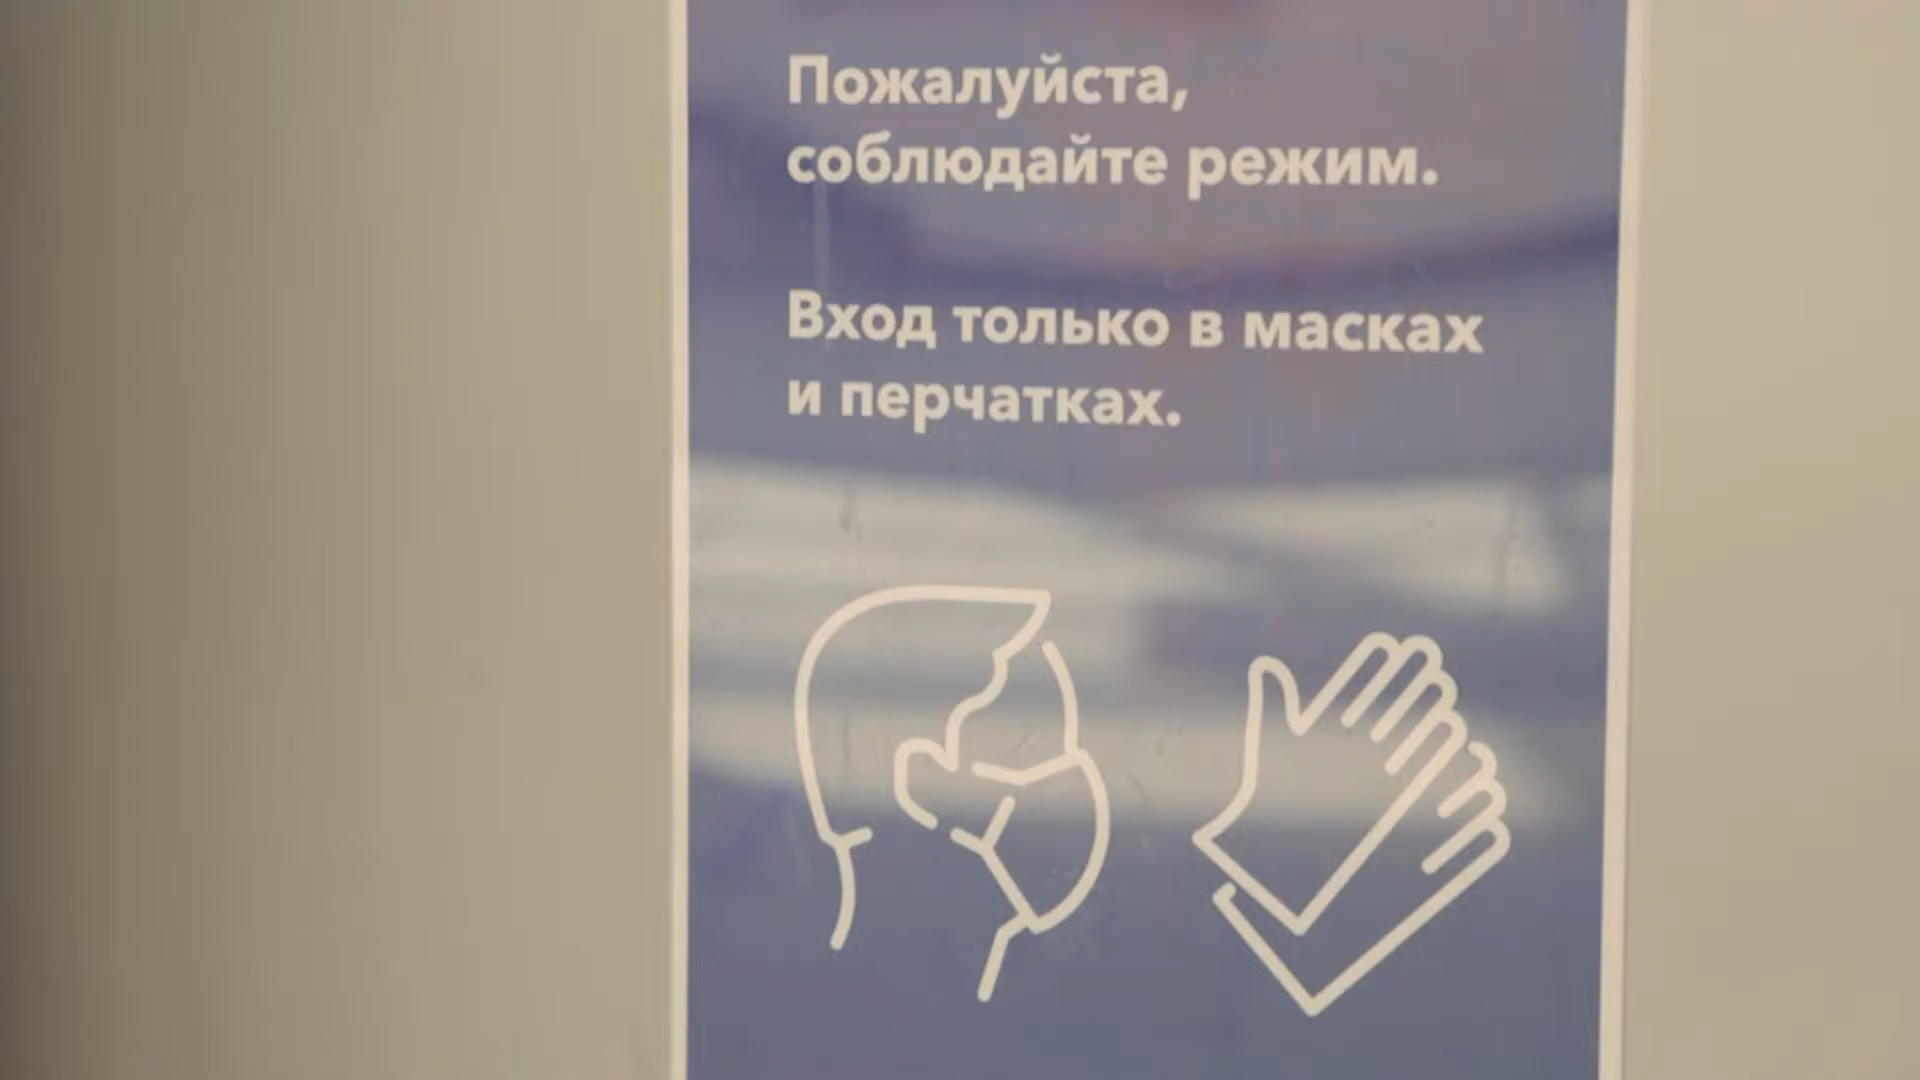 Пожалуйста,
соблюдайте режим.
Вход только в масках
и перчатках.